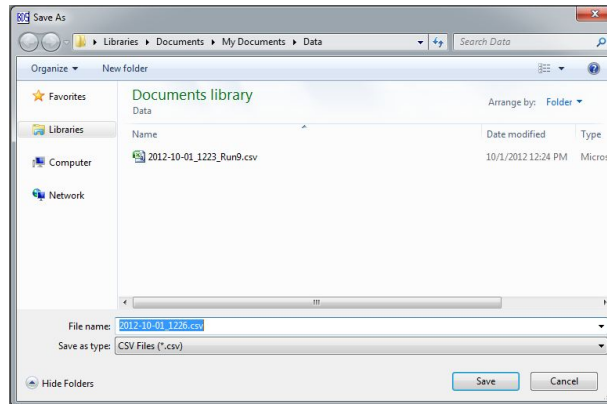 Save As
Libraries ▸ Documents ▸ My Documents ▸ Data
Search Data
Organize
New folder
Favorites
Libraries
Computer
Network
Documents library
Data
Arrange by: Folder
Name
Date modified
Type
2012-10-01_1223_Run9.csv
10/1/2012 12:24 PM
Micros
File name: 2012-10-01_1226.csv
Save as type: CSV Files (*.csv)
Hide Folders
Save
Cancel